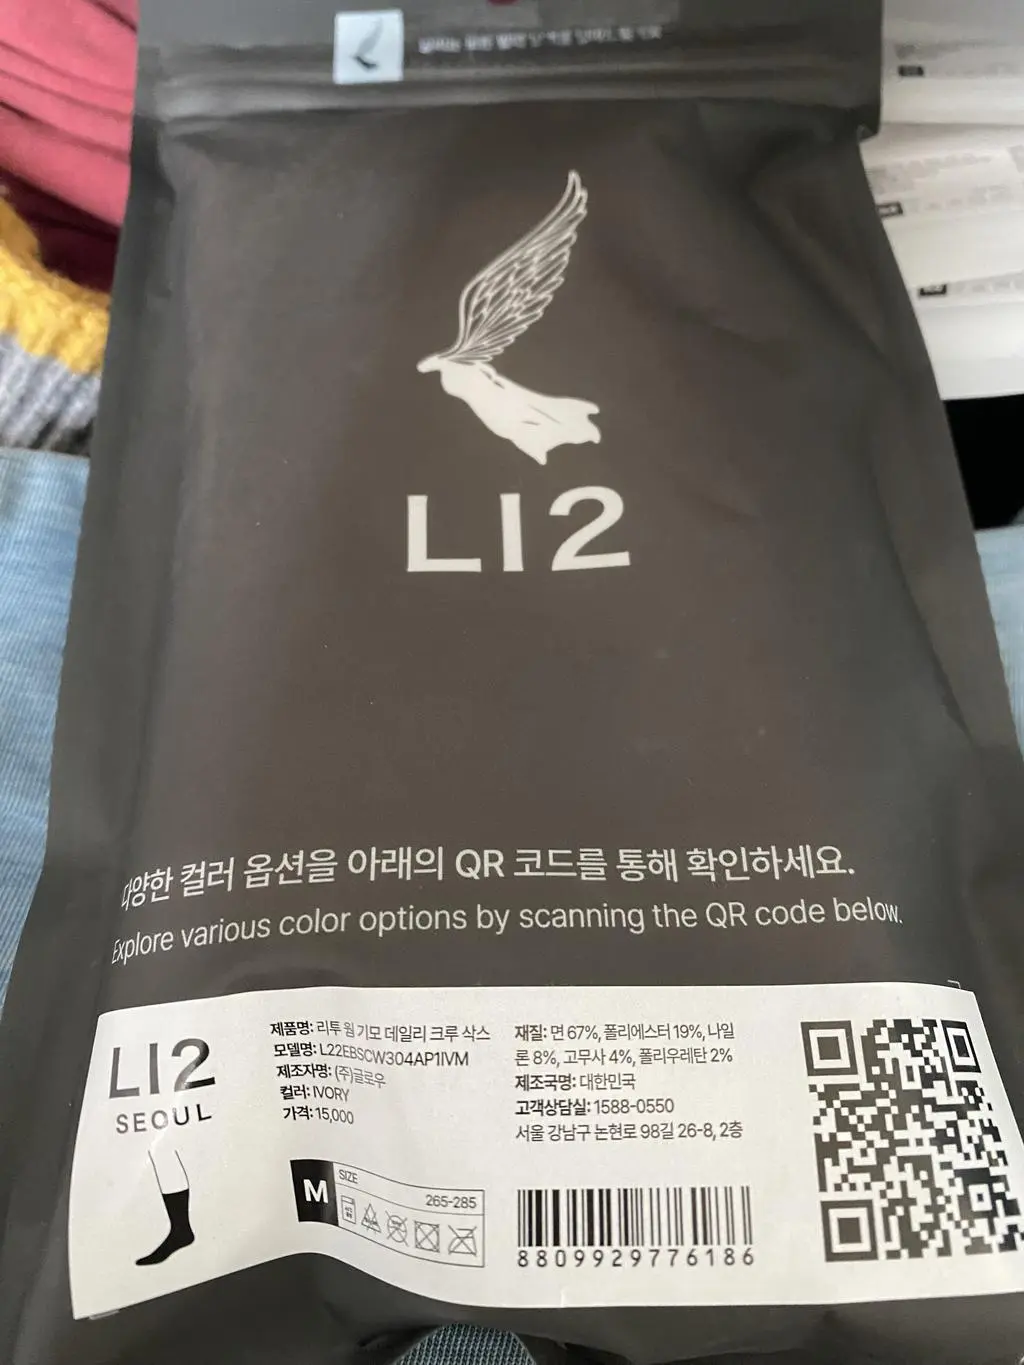 LI2
다양한 컬러 옵션을 아래의 QR 코드를 통해 확인하세요.
Explore various color options by scanning the QR code below.
LI2
SEOUL
제품명: 리투 웜 기모 데일리 크루 삭스
모델명: L22EBSCW304AP1IVM
제조자명: (주)글로우
컬러: IVORY
가격: 15,000
M
SIZE
265-285
재질: 면 67%, 폴리에스터 19%, 나일
론 8%, 고무사 4%, 폴리우레탄 2%
제조국명: 대한민국
고객상담실: 1588-0550
서울 강남구 논현로 98길 26-8, 2층
8809929776186